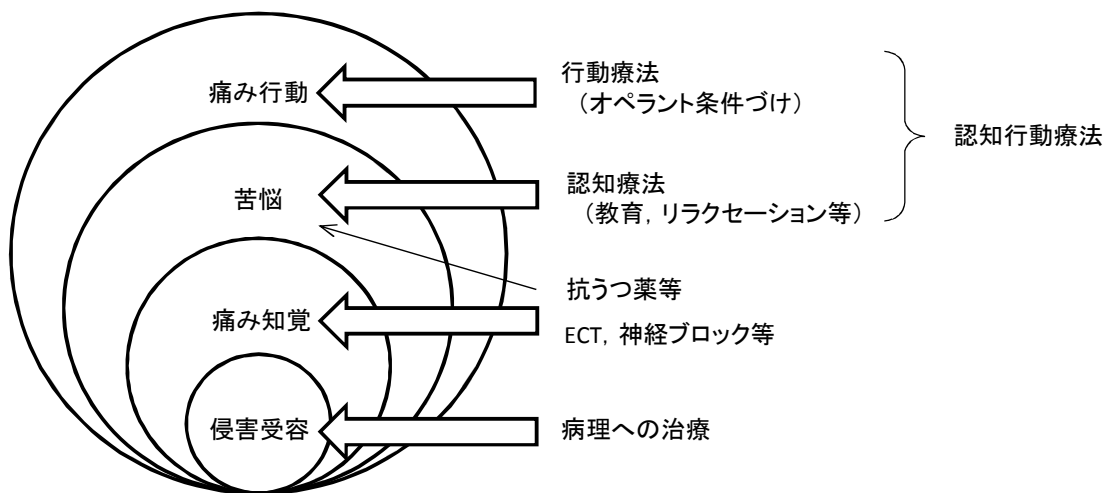 痛み行動
行動療法
（オペラント条件づけ）
認知行動療法
苦悩
認知療法
（教育，リラクセーション等）
抗うつ薬等
痛み知覚
ECT，神経ブロック等
侵害受容
病理への治療